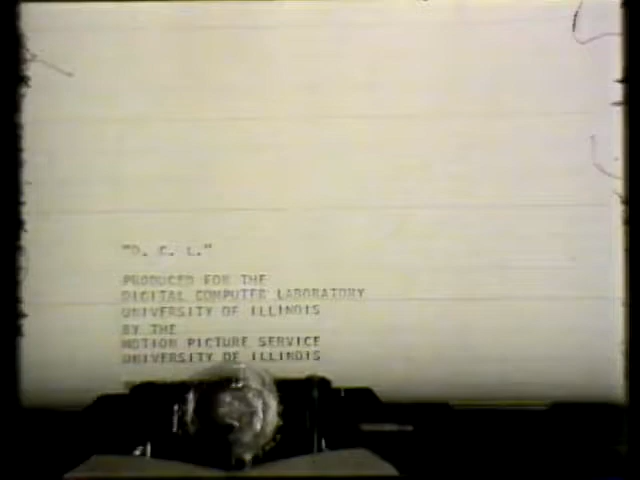 "D. C. L."
PRODUCED FOR THE
DIGITAL COMPUTER LABORATORY
UNIVERSITY OF ILLINOIS
BY THE
MOTION PICTURE SERVICE
UNIVERSITY OF ILLINOIS